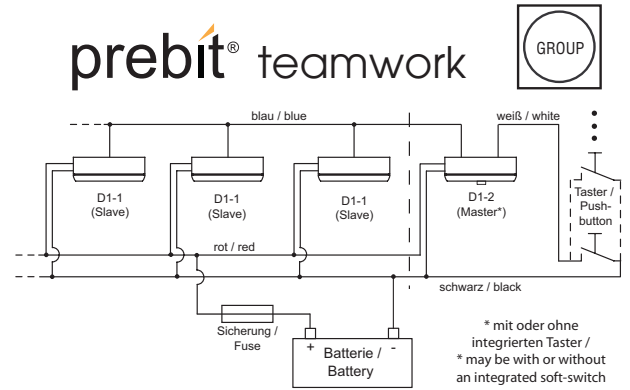 prebit® teamwork
GROUP
blau / blue
weiß / white
D1-1
(Slave)
D1-1
(Slave)
D1-1
(Slave)
D1-2
(Master*)
Taster /
Push-
button
rot / red
schwarz / black
Sicherung /
Fuse
+ -
Batterie /
Battery
* mit oder ohne
integrierten Taster /
* may be with or without
an integrated soft-switch